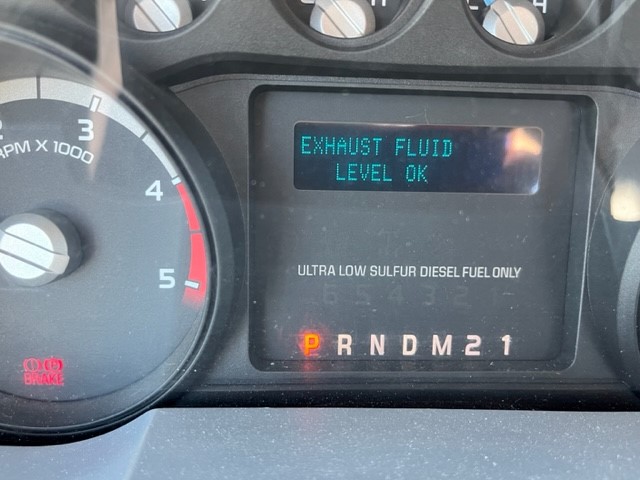 C H
2 3
RPM X 1000
4
5
EXHAUST FLUID
LEVEL OK
ULTRA LOW SULFUR DIESEL FUEL ONLY
6 5 4 3 2 1
P R N D M 2 1
BRAKE